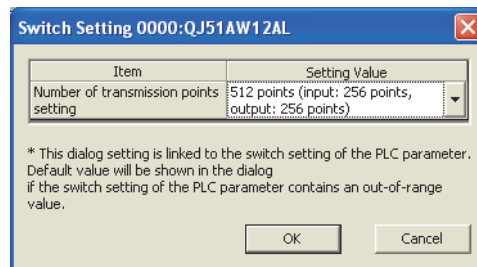 Switch Setting 0000:QJ51AW12AL
Item Setting Value
Number of transmission points setting 512 points (input: 256 points, output: 256 points)
* This dialog setting is linked to the switch setting of the PLC parameter.
Default value will be shown in the dialog
if the switch setting of the PLC parameter contains an out-of-range
value.
OK Cancel